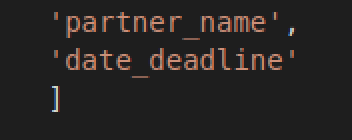 'partner_name',
'date_deadline'
]